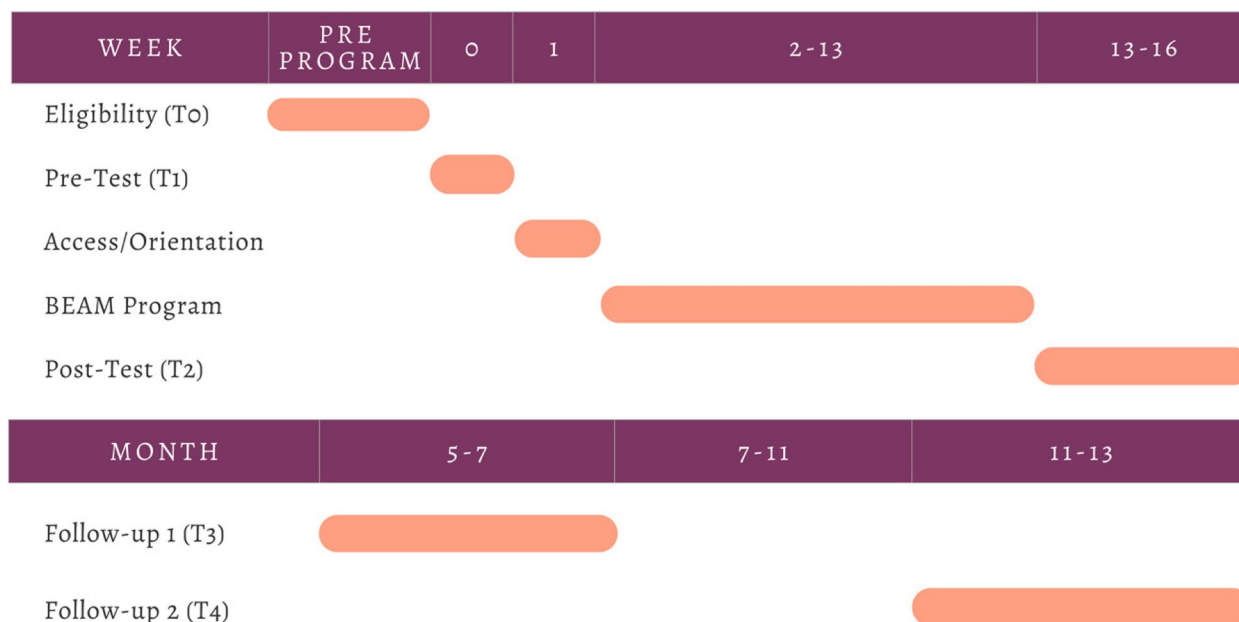 WEEK PRE PROGRAM 0 1 2-13 13-16
Eligibility (T0)
Pre-Test (T1)
Access/Orientation
BEAM Program
Post-Test (T2)
MONTH 5-7 7-11 11-13
Follow-up 1 (T3)
Follow-up 2 (T4)